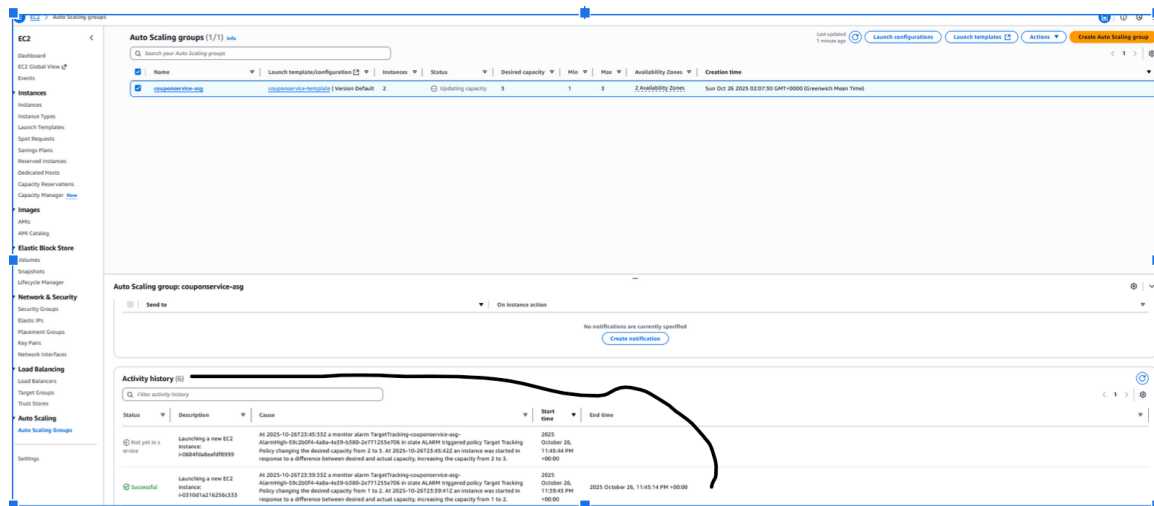 EC2 > Auto Scaling groups
EC2
Dashboard
EC2 Global View
Events
Instances
Instances
Instance Types
Launch Templates
Spot Requests
Savings Plans
Reserved Instances
Dedicated Hosts
Capacity Reservations
Capacity Manager New
Images
AMIs
AMI Catalog
Elastic Block Store
Volumes
Snapshots
Lifecycle Manager
Network & Security
Security Groups
Elastic IPs
Placement Groups
Key Pairs
Network Interfaces
Load Balancing
Load Balancers
Target Groups
Trust Stores
Auto Scaling
Auto Scaling Groups
Settings
Auto Scaling groups (1/1) Info
Last updated
1 minute ago
Launch configurations
Launch templates
Actions
Create Auto Scaling group
Search your Auto Scaling groups
1
Name Launch template/configuration Instances Status Desired capacity Min Max Availability Zones Creation time
couponservice-asg couponservice-template | Version Default 2 Updating capacity 3 1 3 2 Availability Zones Sun Oct 26 2025 02:07:30 GMT+0000 (Greenwich Mean Time)
Auto Scaling group: couponservice-asg
Send to On instance action
No notifications are currently specified
Create notification
Activity history (6)
Filter activity history
1
Status Description Cause Start time End time
Not yet in s
ervice
Launching a new EC2
instance:
At 2025-10-26T23:45:33Z a monitor alarm TargetTracking-couponservice-asg-
AlarmHigh-59c2b0f4-4a8a-4e39-b380-2e771255e706 in state ALARM triggered policy Target Tracking
Policy changing the desired capacity from 2 to 3. At 2025-10-26T23:45:42Z an instance was started in
response to a difference between desired and actual capacity, increasing the capacity from 2 to 3.
2025
October 26,
11:45:44 PM
+00:00
Successful
Launching a new EC2
instance:
i-0310d1a216256c333
At 2025-10-26T23:39:33Z a monitor alarm TargetTracking-couponservice-asg-
AlarmHigh-59c2b0f4-4a8a-4e39-b380-2e771255e706 in state ALARM triggered policy Target Tracking
Policy changing the desired capacity from 1 to 2. At 2025-10-26T23:39:41Z an instance was started in
response to a difference between desired and actual capacity, increasing the capacity from 1 to 2.
2025
October 26,
11:39:43 PM
+00:00
2025 October 26, 11:45:14 PM +00:00